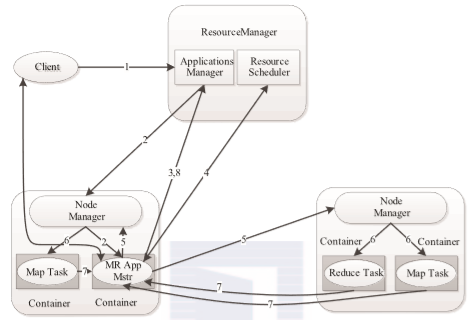 ResourceManager
Client
1
Applications
Manager
Resource
Scheduler
2
3,8
4
Node
Manager
6
2
5
Map Task
7
MR App
Mstr
Container
Container
5
Node
Manager
Container
6
6
Container
Reduce Task
Map Task
7
7